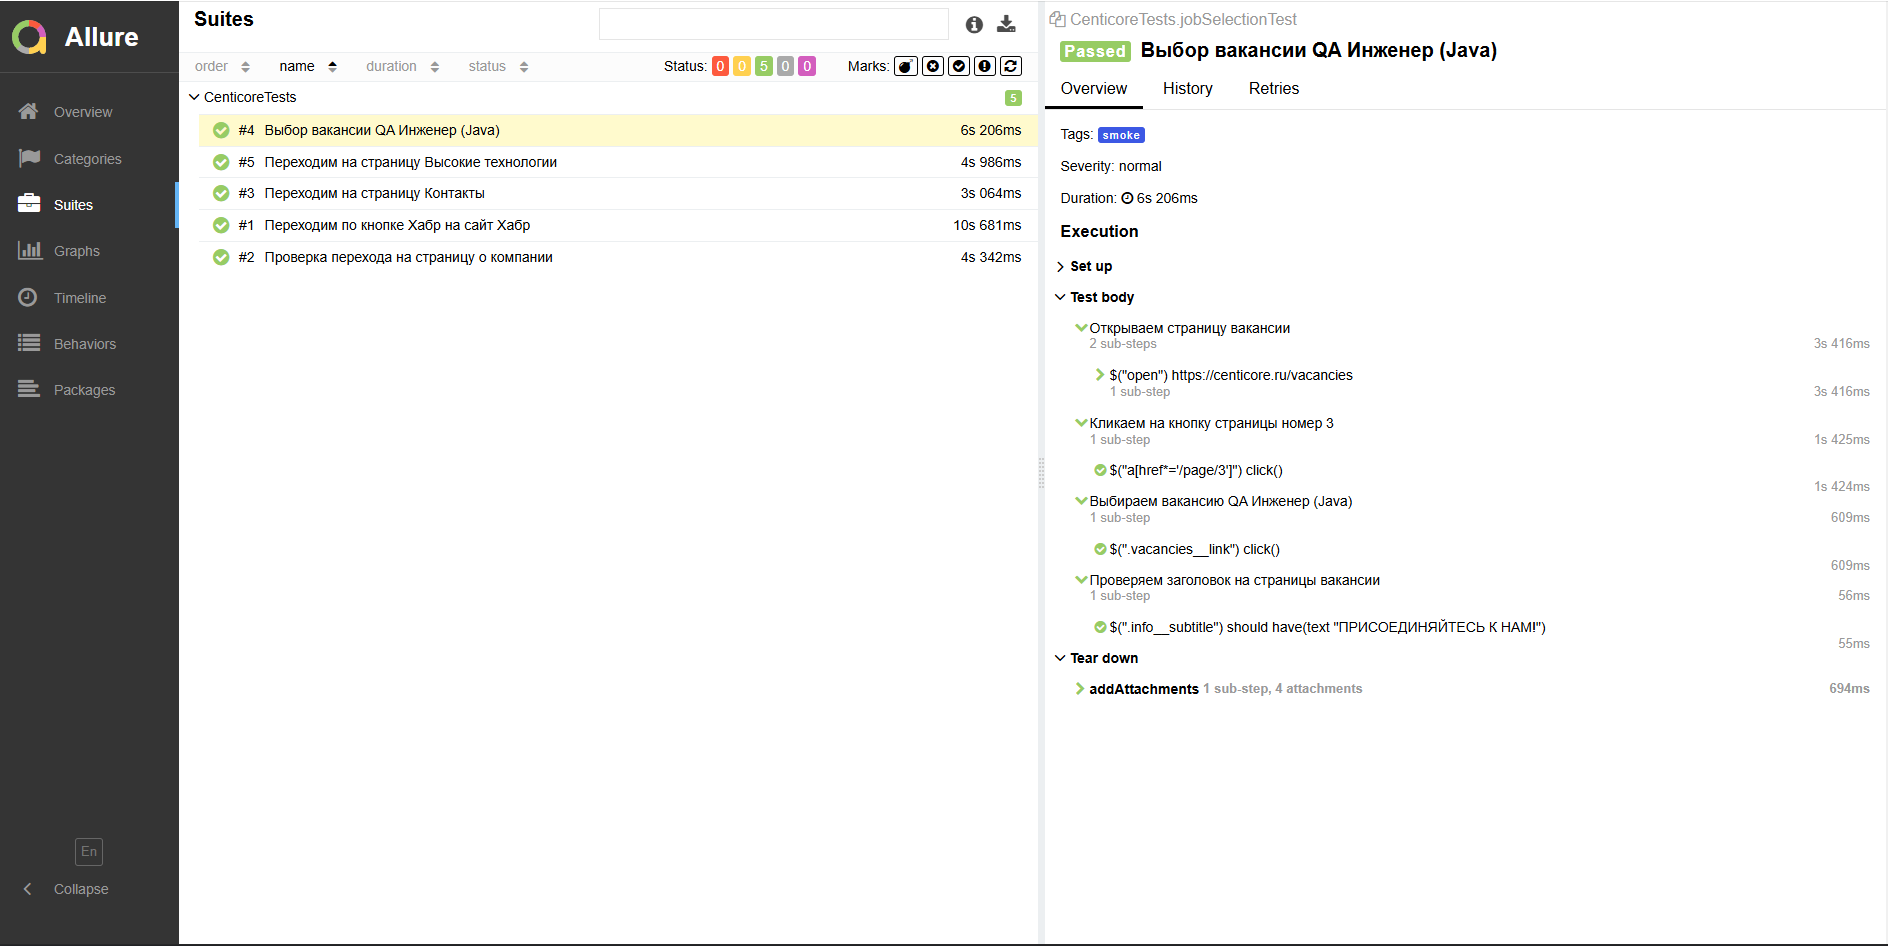 Allure
Overview
Categories
Suites
Graphs
Timeline
Behaviors
Packages
En
Collapse
Suites
order name duration status Status: 0 0 5 0 0 Marks:
CenticoreTests 5
#4 Выбор вакансии QA Инженер (Java) 6s 206ms
#5 Переходим на страницу Высокие технологии 4s 986ms
#3 Переходим на страницу Контакты 3s 064ms
#1 Переходим по кнопке Хабр на сайт Хабр 10s 681ms
#2 Проверка перехода на страницу о компании 4s 342ms
CenticoreTests.jobSelectionTest
Passed Выбор вакансии QA Инженер (Java)
Overview History Retries
Tags: smoke
Severity: normal
Duration: 6s 206ms
Execution
Set up
Test body
Открываем страницу вакансии
2 sub-steps 3s 416ms
$("open") https://centicore.ru/vacancies
1 sub-step 3s 416ms
Кликаем на кнопку страницы номер 3
1 sub-step 1s 425ms
$("a[href*='/page/3']") click()
1s 424ms
Выбираем вакансию QA Инженер (Java)
1 sub-step 609ms
$(".vacancies__link") click()
609ms
Проверяем заголовок на страницы вакансии
1 sub-step 56ms
$(".info__subtitle") should have(text "ПРИСОЕДИНЯЙТЕСЬ К НАМ!")
55ms
Tear down
addAttachments 1 sub-step, 4 attachments 694ms